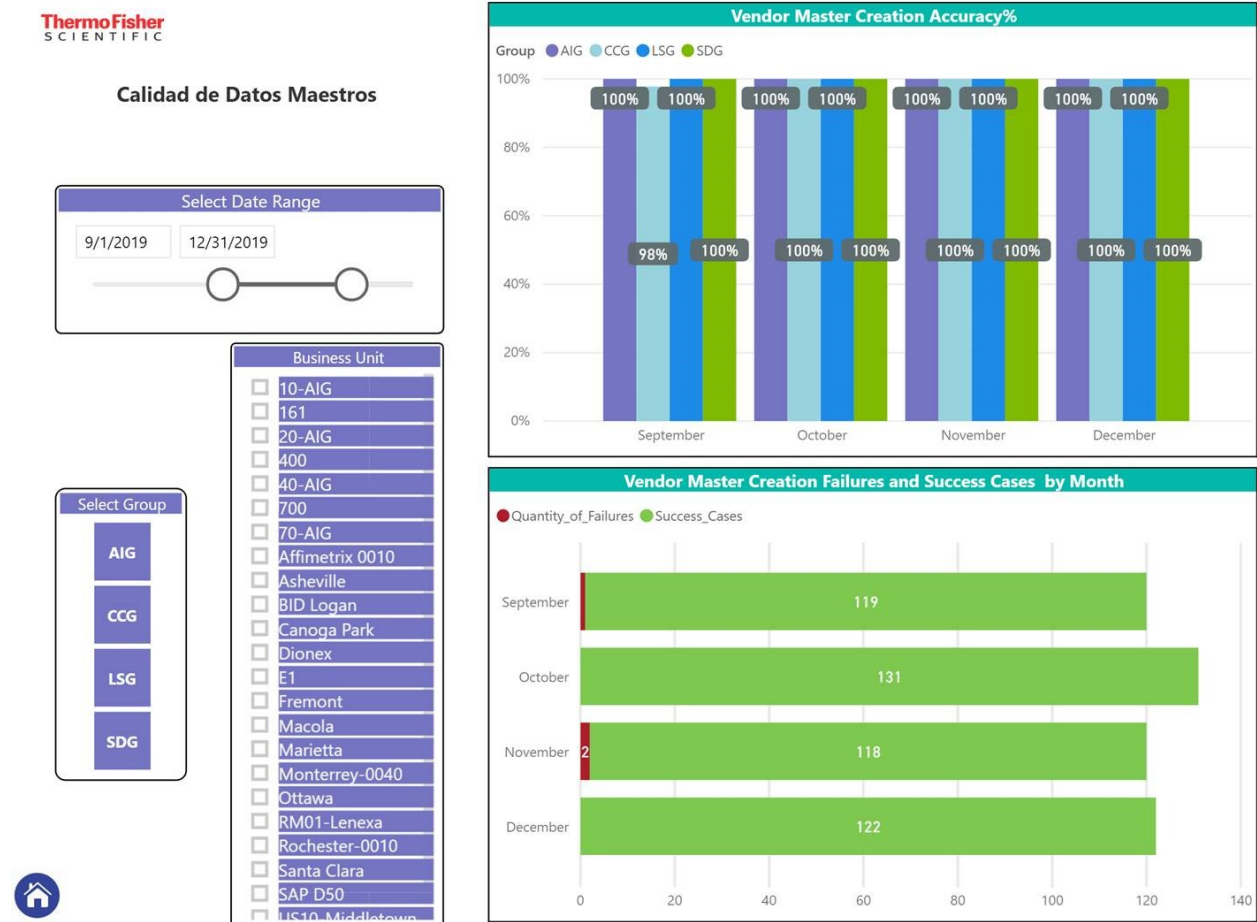 ThermoFisher
SCIENTIFIC
Calidad de Datos Maestros
Select Date Range
9/1/2019 12/31/2019
Business Unit
10-AIG
161
20-AIG
400
40-AIG
700
70-AIG
Affimetrix 0010
Asheville
BID Logan
Canoga Park
Dionex
E1
Fremont
Macola
Marietta
Monterrey-0040
Ottawa
RM01-Lenexa
Rochester-0010
Santa Clara
SAP D50
US10-Middletown
Select Group
AIG
CCG
LSG
SDG
Vendor Master Creation Accuracy%
Group AIG CCG LSG SDG
100%
80%
60%
40%
20%
0%
100% 100% 100% 100% 100% 100% 100% 100%
98% 100% 100% 100% 100% 100% 100% 100%
September October November December
Vendor Master Creation Failures and Success Cases by Month
Quantity_of_Failures Success_Cases
September 119
October 131
November 2 118
December 122
0 20 40 60 80 100 120 140